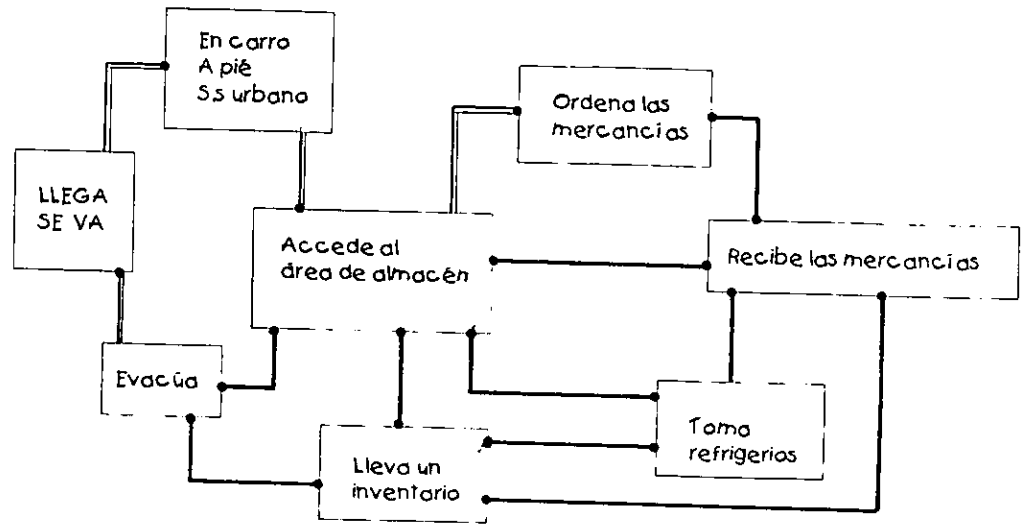 En carro
A pié
S.s urbano
Ordena las
mercancías
LLEGA
SE VA
Accede al
área de almacén
Recibe las mercancías
Evacúa
Toma
refrigerios
Lleva un
inventario